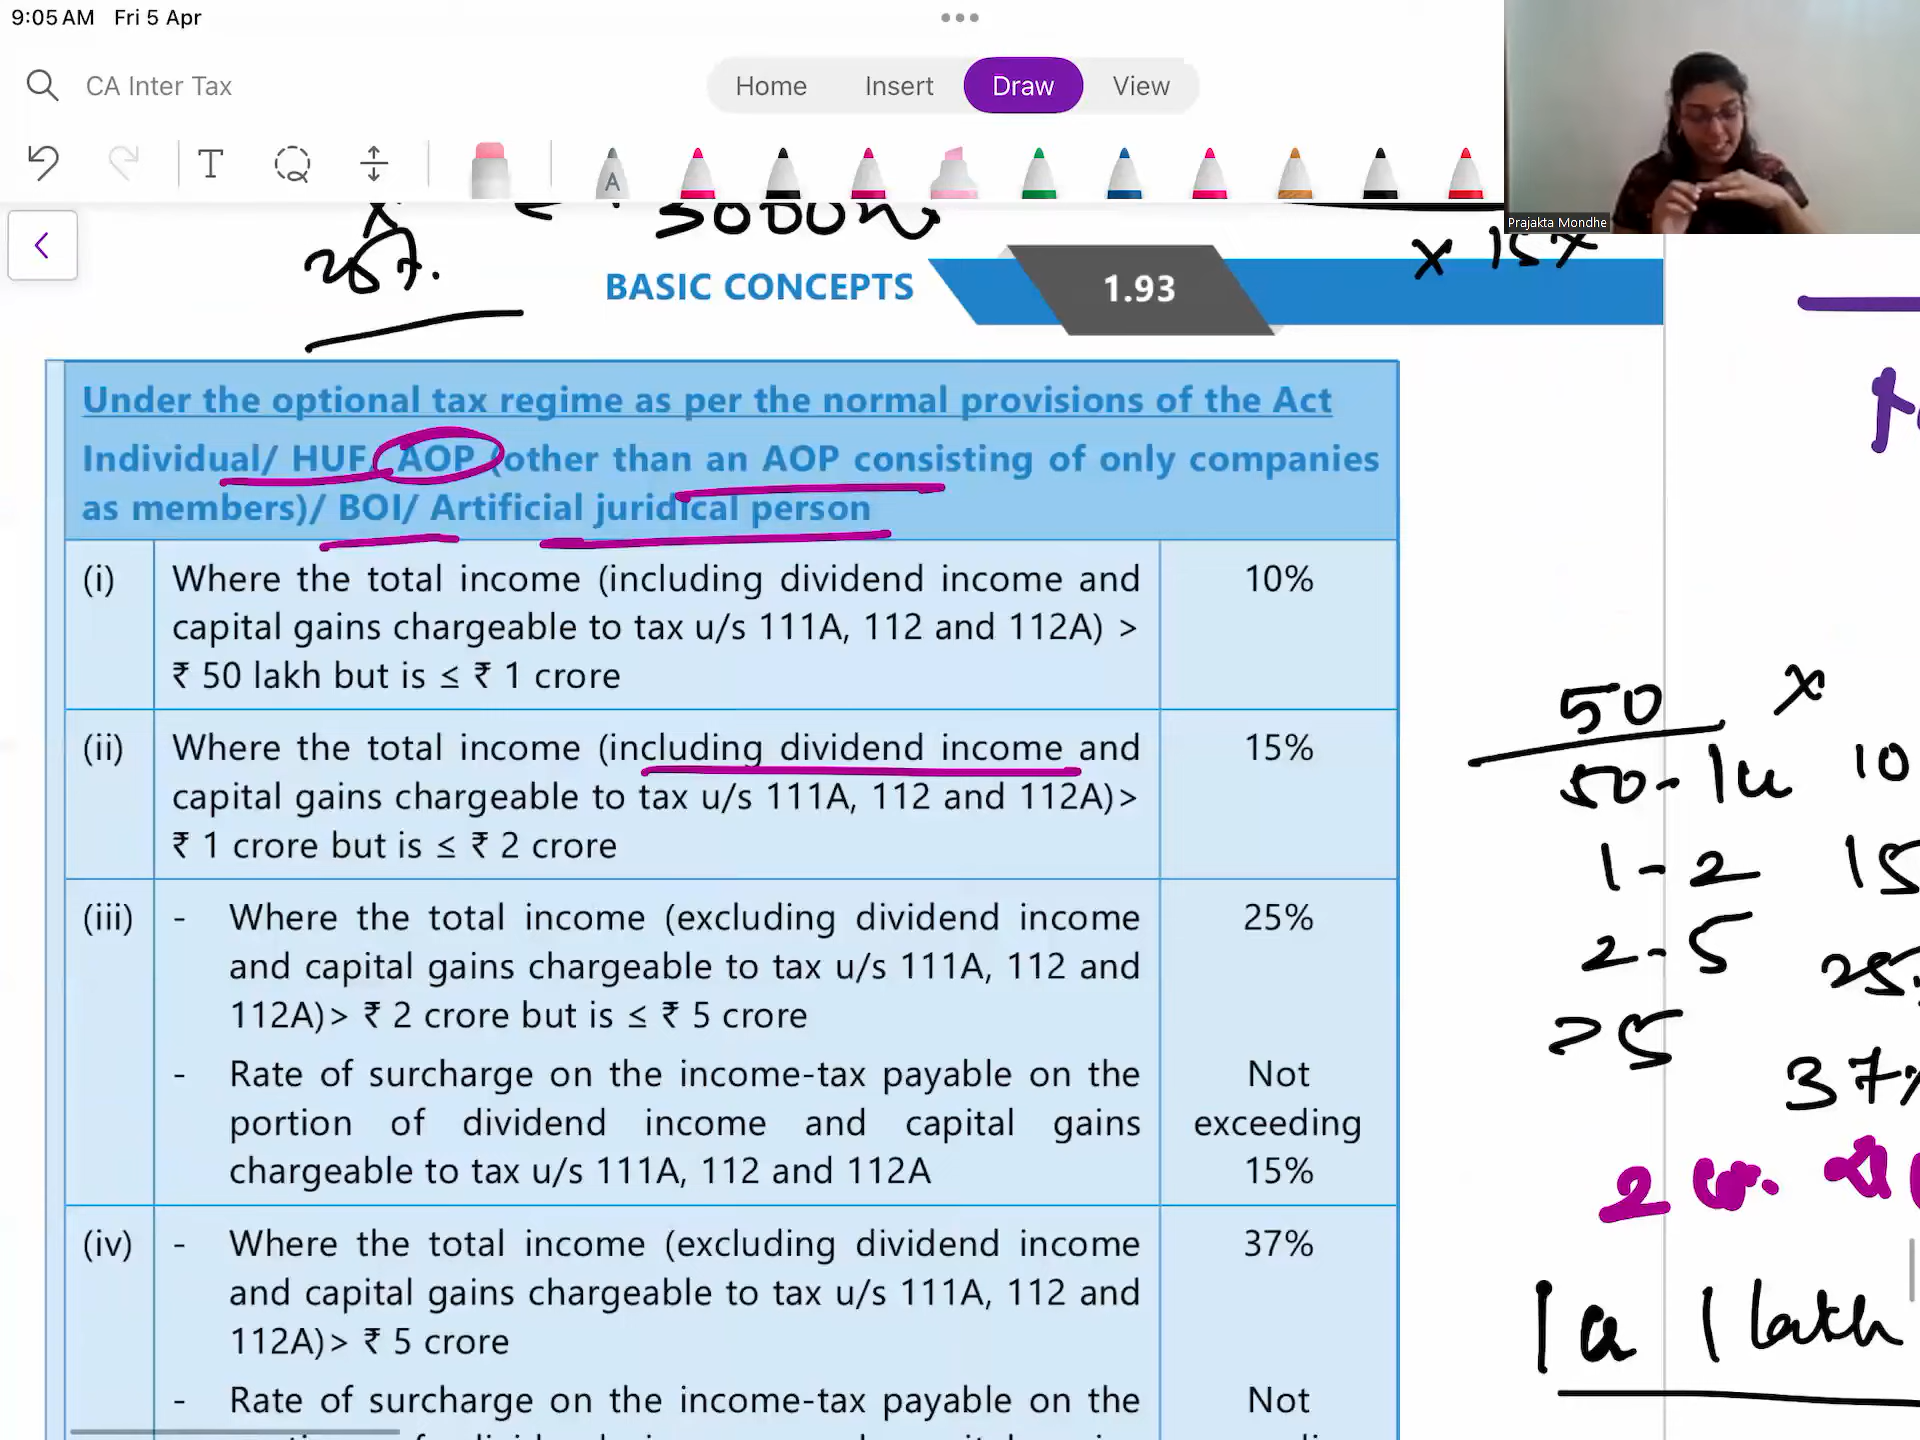 9:05 AM Fri 5 Apr
CA Inter Tax
Home Insert Draw View
T
A
Prajakta Mondhe
BASIC CONCEPTS 1.93
x 15%
Under the optional tax regime as per the normal provisions of the Act
Individual/ HUF/ AOP (other than an AOP consisting of only companies
as members)/ BOI/ Artificial juridical person
(i) Where the total income (including dividend income and 10%
capital gains chargeable to tax u/s 111A, 112 and 112A) >
₹ 50 lakh but is ≤ ₹ 1 crore
(ii) Where the total income (including dividend income and 15%
capital gains chargeable to tax u/s 111A, 112 and 112A)>
₹ 1 crore but is ≤ ₹ 2 crore
(iii) - Where the total income (excluding dividend income 25%
and capital gains chargeable to tax u/s 111A, 112 and
112A)> ₹ 2 crore but is ≤ ₹ 5 crore
- Rate of surcharge on the income-tax payable on the Not
portion of dividend income and capital gains exceeding
chargeable to tax u/s 111A, 112 and 112A 15%
(iv) - Where the total income (excluding dividend income 37%
and capital gains chargeable to tax u/s 111A, 112 and
112A)> ₹ 5 crore
- Rate of surcharge on the income-tax payable on the Not
50 x
50-1 10
1-2 15
2-5 25
>5 37%
2 cr.
1 cr 1 lakh